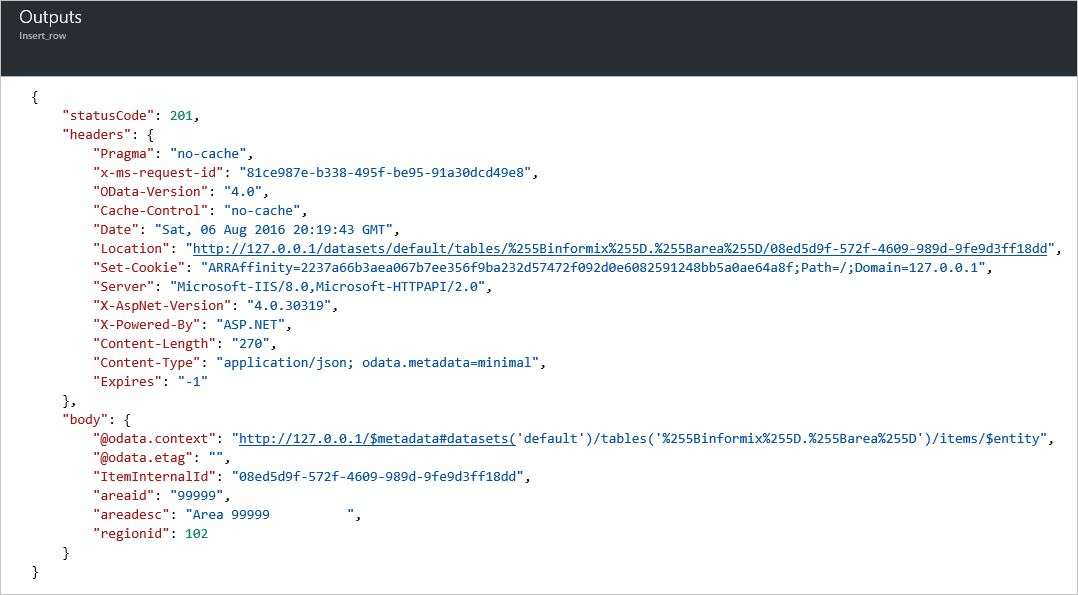 Outputs
Insert_row
{
    "statusCode": 201,
    "headers": {
        "Pragma": "no-cache",
        "x-ms-request-id": "81ce987e-b338-495f-be95-91a30dcd49e8",
        "OData-Version": "4.0",
        "Cache-Control": "no-cache",
        "Date": "Sat, 06 Aug 2016 20:19:43 GMT",
        "Location": "http://127.0.0.1/datasets/default/tables/%255Binformix%255D.%255Barea%255D/08ed5d9f-572f-4609-989d-9fe9d3ff18dd",
        "Set-Cookie": "ARRAffinity=2237a66b3aea067b7ee356f9ba232d57472f092d0e6082591248bb5a0ae64a8f;Path=/;Domain=127.0.0.1",
        "Server": "Microsoft-IIS/8.0,Microsoft-HTTPAPI/2.0",
        "X-AspNet-Version": "4.0.30319",
        "X-Powered-By": "ASP.NET",
        "Content-Length": "270",
        "Content-Type": "application/json; odata.metadata=minimal",
        "Expires": "-1"
    },
    "body": {
        "@odata.context": "http://127.0.0.1/$metadata#datasets('default')/tables('%255Binformix%255D.%255Barea%255D')/items/$entity",
        "@odata.etag": "",
        "ItemInternalId": "08ed5d9f-572f-4609-989d-9fe9d3ff18dd",
        "areaid": "99999",
        "areadesc": "Area 99999          ",
        "regionid": 102
    }
}